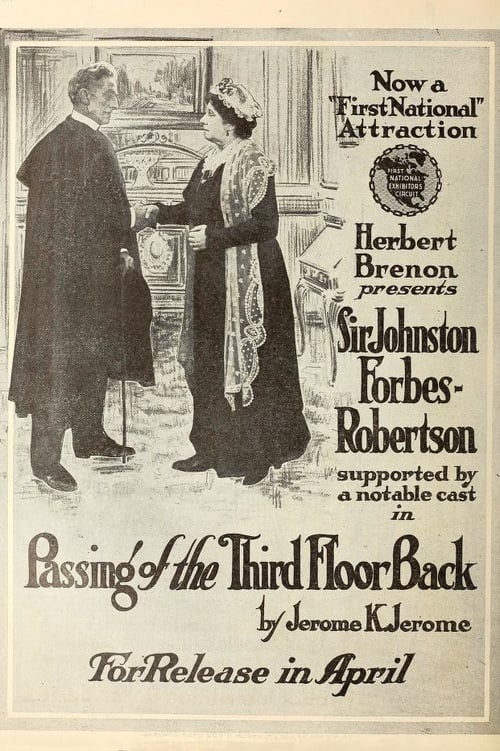 Now a
"First National"
Attraction
FIRST
NATIONAL
EXHIBITORS
CIRCUIT
Herbert
Brenon
presents
Sir Johnston
Forbes-
Robertson
supported by
a notable cast
in
Passing of the Third Floor Back
by Jerome K. Jerome
For Release in April